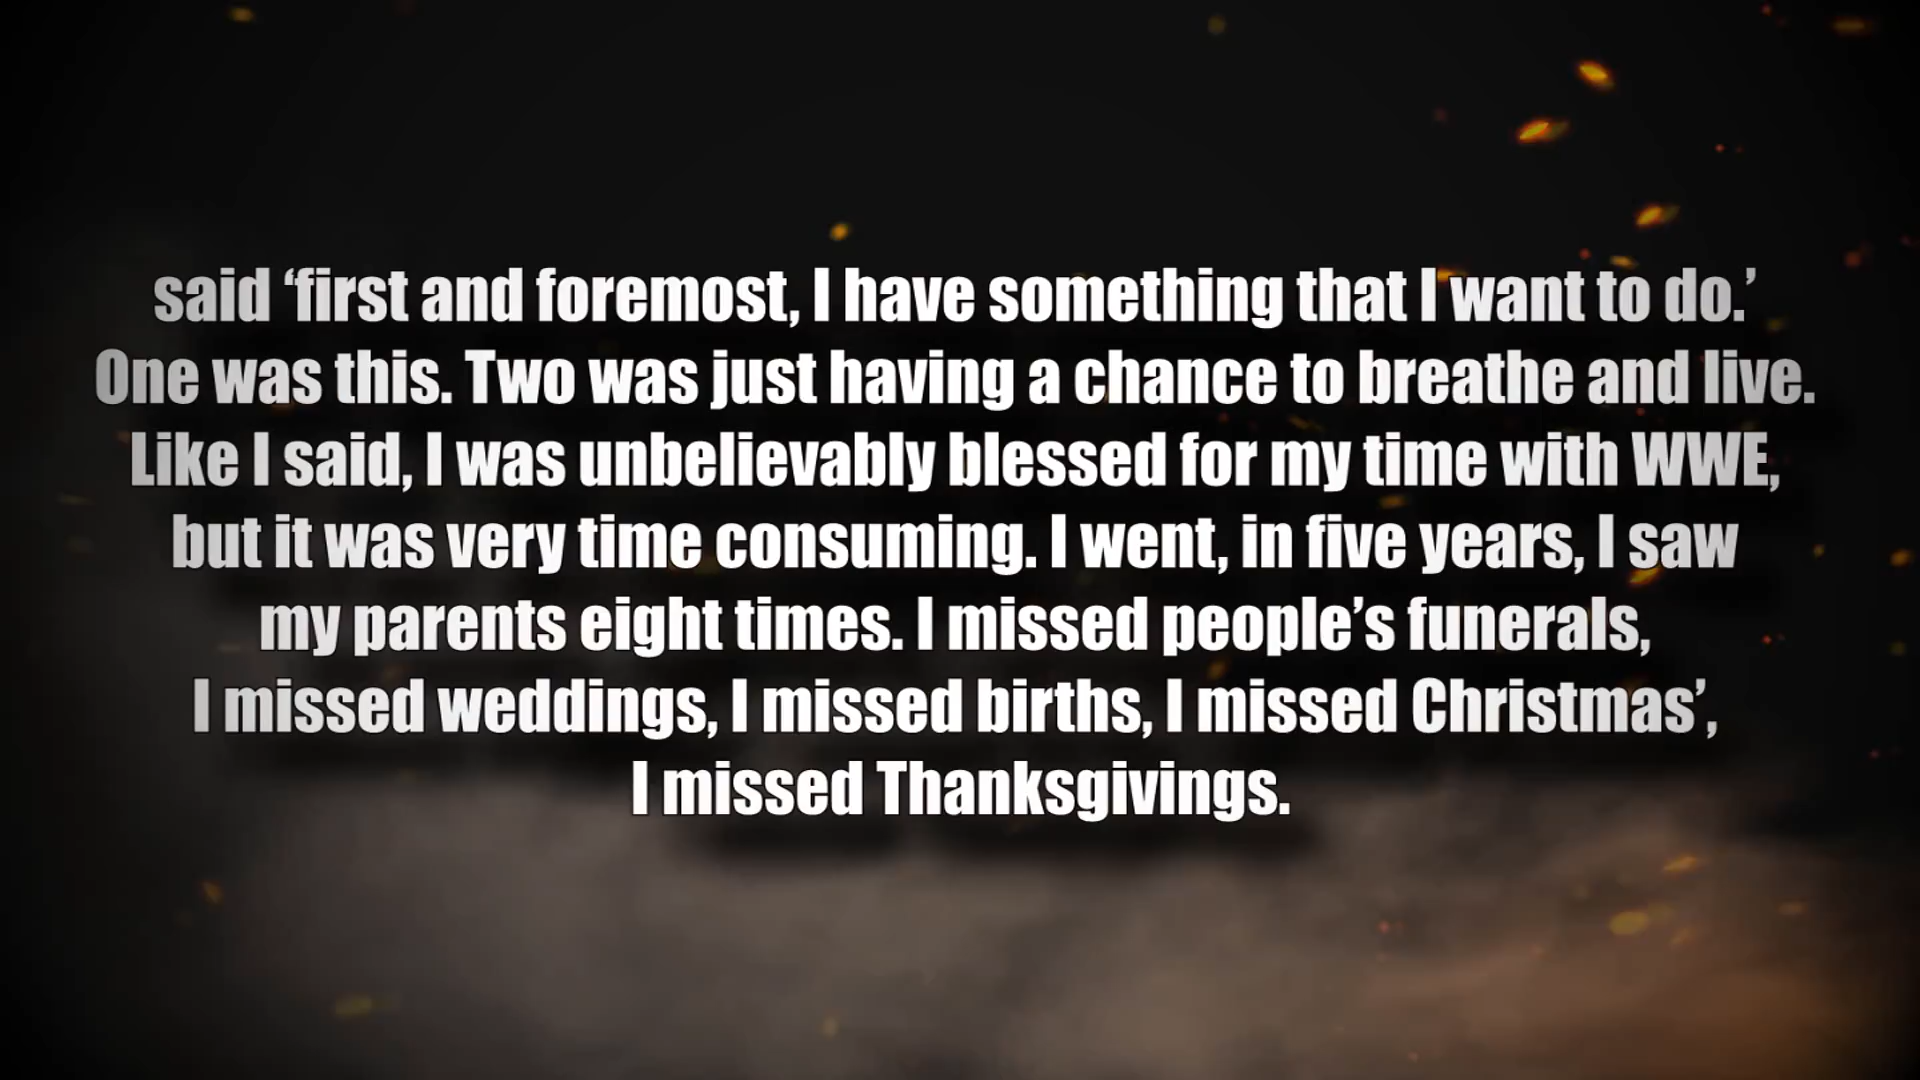 said ‘first and foremost, I have something that I want to do.’
One was this. Two was just having a chance to breathe and live.
Like I said, I was unbelievably blessed for my time with WWE,
but it was very time consuming. I went, in five years, I saw
my parents eight times. I missed people’s funerals,
I missed weddings, I missed births, I missed Christmas’,
I missed Thanksgivings.